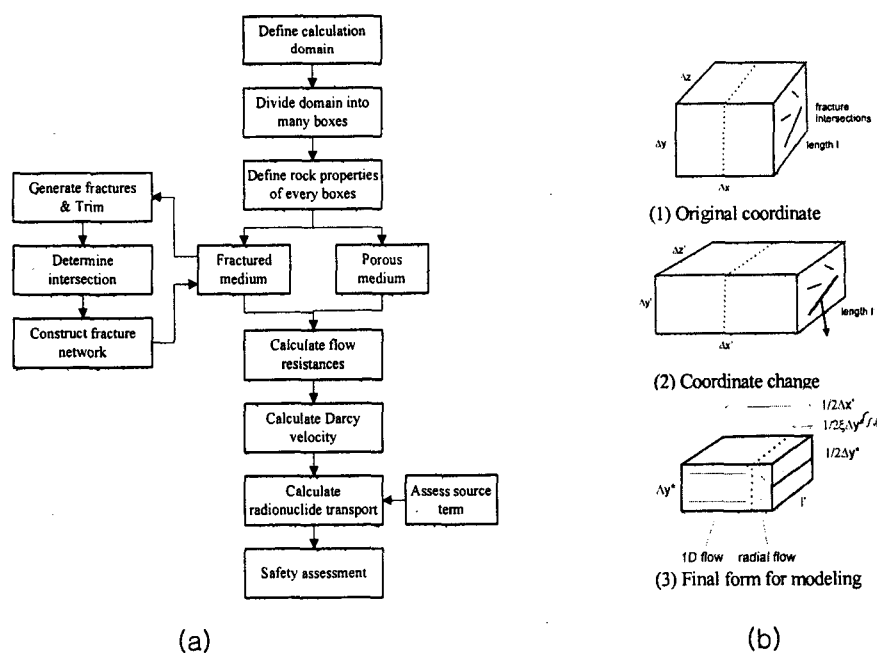 Define calculation
domain
Divide domain into
many boxes
Define rock properties
of every boxes
Generate fractures
& Trim
Determine
intersection
Construct fracture
network
Fractured
medium
Porous
medium
Calculate flow
resistances
Calculate Darcy
velocity
Calculate
radionuclide transport
Assess source
term
Safety assessment
(a)
Δz
Δy
Δx
fracture
intersections
length l
(1) Original coordinate
Δz'
Δy'
Δx'
length l
(2) Coordinate change
1/2Δx'
1/2ξΔy
1/2Δy*
Δy*
l'
1D flow
radial flow
(3) Final form for modeling
(b)